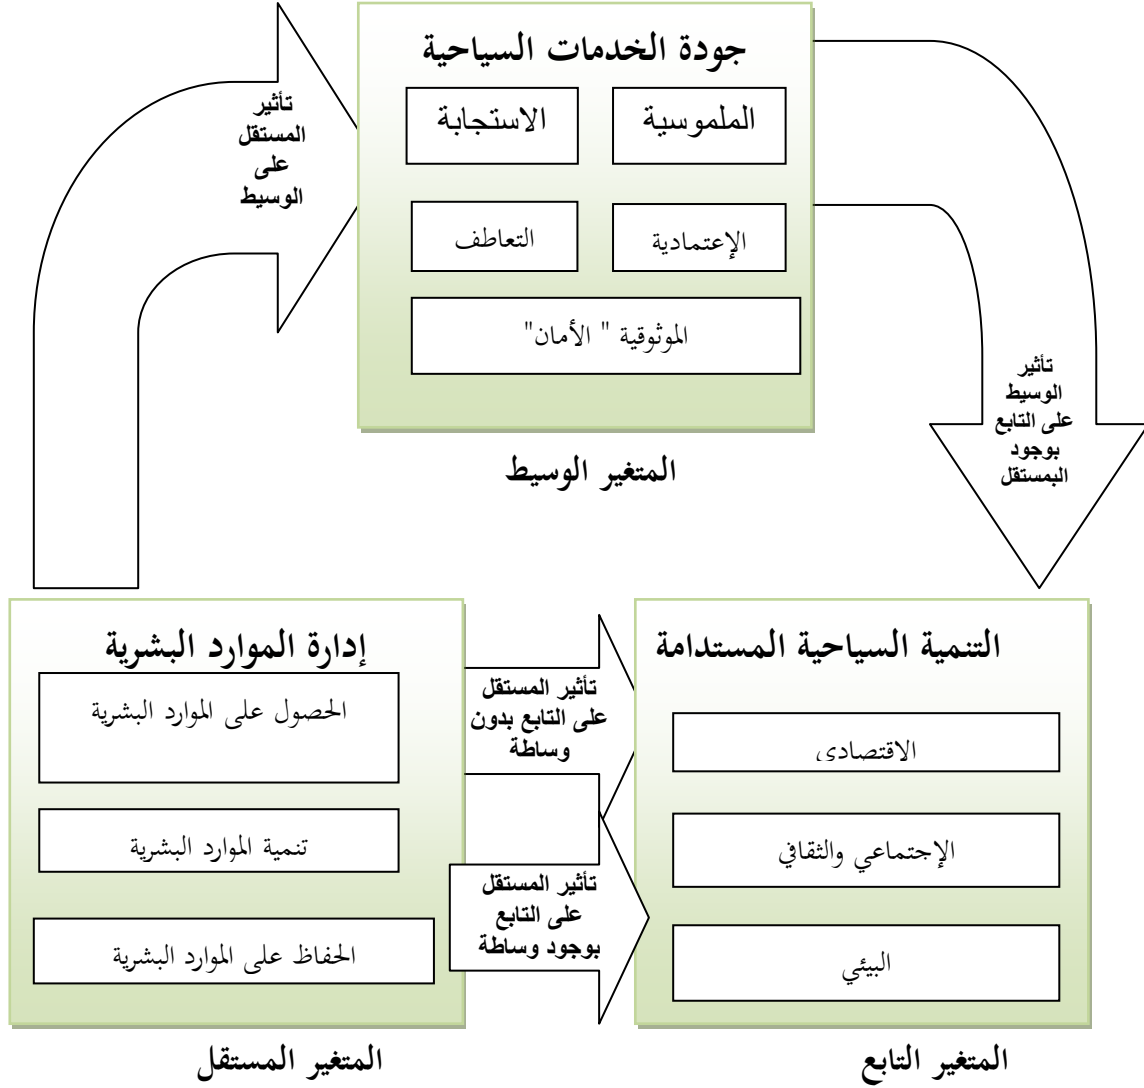 جودة الخدمات السياحية
الملموسية
الاستجابة
الإعتمادية
التعاطف
الموثوقية " الأمان"
المتغير الوسيط
تأثير
المستقل
على
الوسيط
تأثير
الوسيط
على التابع
بوجود
البمستقل
إدارة الموارد البشرية
الحصول على الموارد البشرية
تنمية الموارد البشرية
الحفاظ على الموارد البشرية
المتغير المستقل
تأثير المستقل
على التابع بدون
وساطة
تأثير المستقل
على التابع
بوجود وساطة
التنمية السياحية المستدامة
الاقتصادي
الإجتماعي والثقافي
البيئي
المتغير التابع